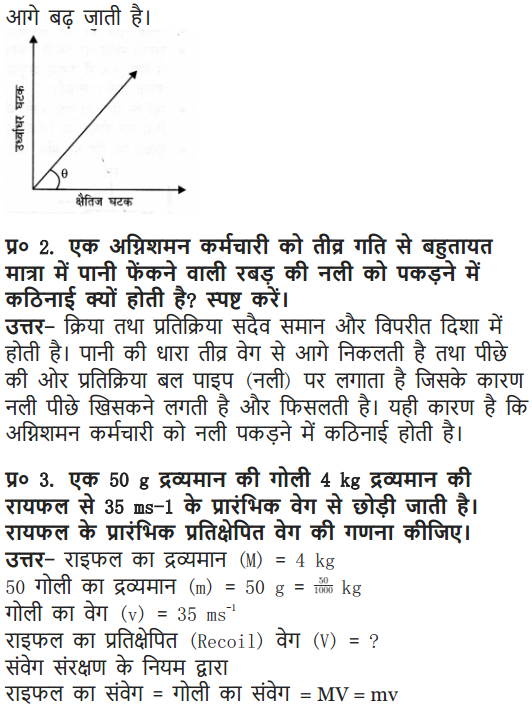 आगे बढ़ जाती है।
उर्ध्वाधर घटक
θ
क्षैतिज घटक
प्र० 2. एक अग्निशमन कर्मचारी को तीव्र गति से बहुतायत
मात्रा में पानी फेंकने वाली रबड़ की नली को पकड़ने में
कठिनाई क्यों होती है? स्पष्ट करें।
उत्तर- क्रिया तथा प्रतिक्रिया सदैव समान और विपरीत दिशा में
होती है। पानी की धारा तीव्र वेग से आगे निकलती है तथा पीछे
की ओर प्रतिक्रिया बल पाइप (नली) पर लगाता है जिसके कारण
नली पीछे खिसकने लगती है और फिसलती है। यही कारण है कि
अग्निशमन कर्मचारी को नली पकड़ने में कठिनाई होती है।
प्र० 3. एक 50 g द्रव्यमान की गोली 4 kg द्रव्यमान की
रायफल से 35 ms-1 के प्रारंभिक वेग से छोड़ी जाती है।
रायफल के प्रारंभिक प्रतिक्षेपित वेग की गणना कीजिए।
उत्तर- राइफल का द्रव्यमान (M) = 4 kg
50 गोली का द्रव्यमान (m) = 50 g = 50/1000 kg
गोली का वेग (v) = 35 ms⁻¹
राइफल का प्रतिक्षेपित (Recoil) वेग (V) = ?
संवेग संरक्षण के नियम द्वारा
राइफल का संवेग = गोली का संवेग = MV = mv